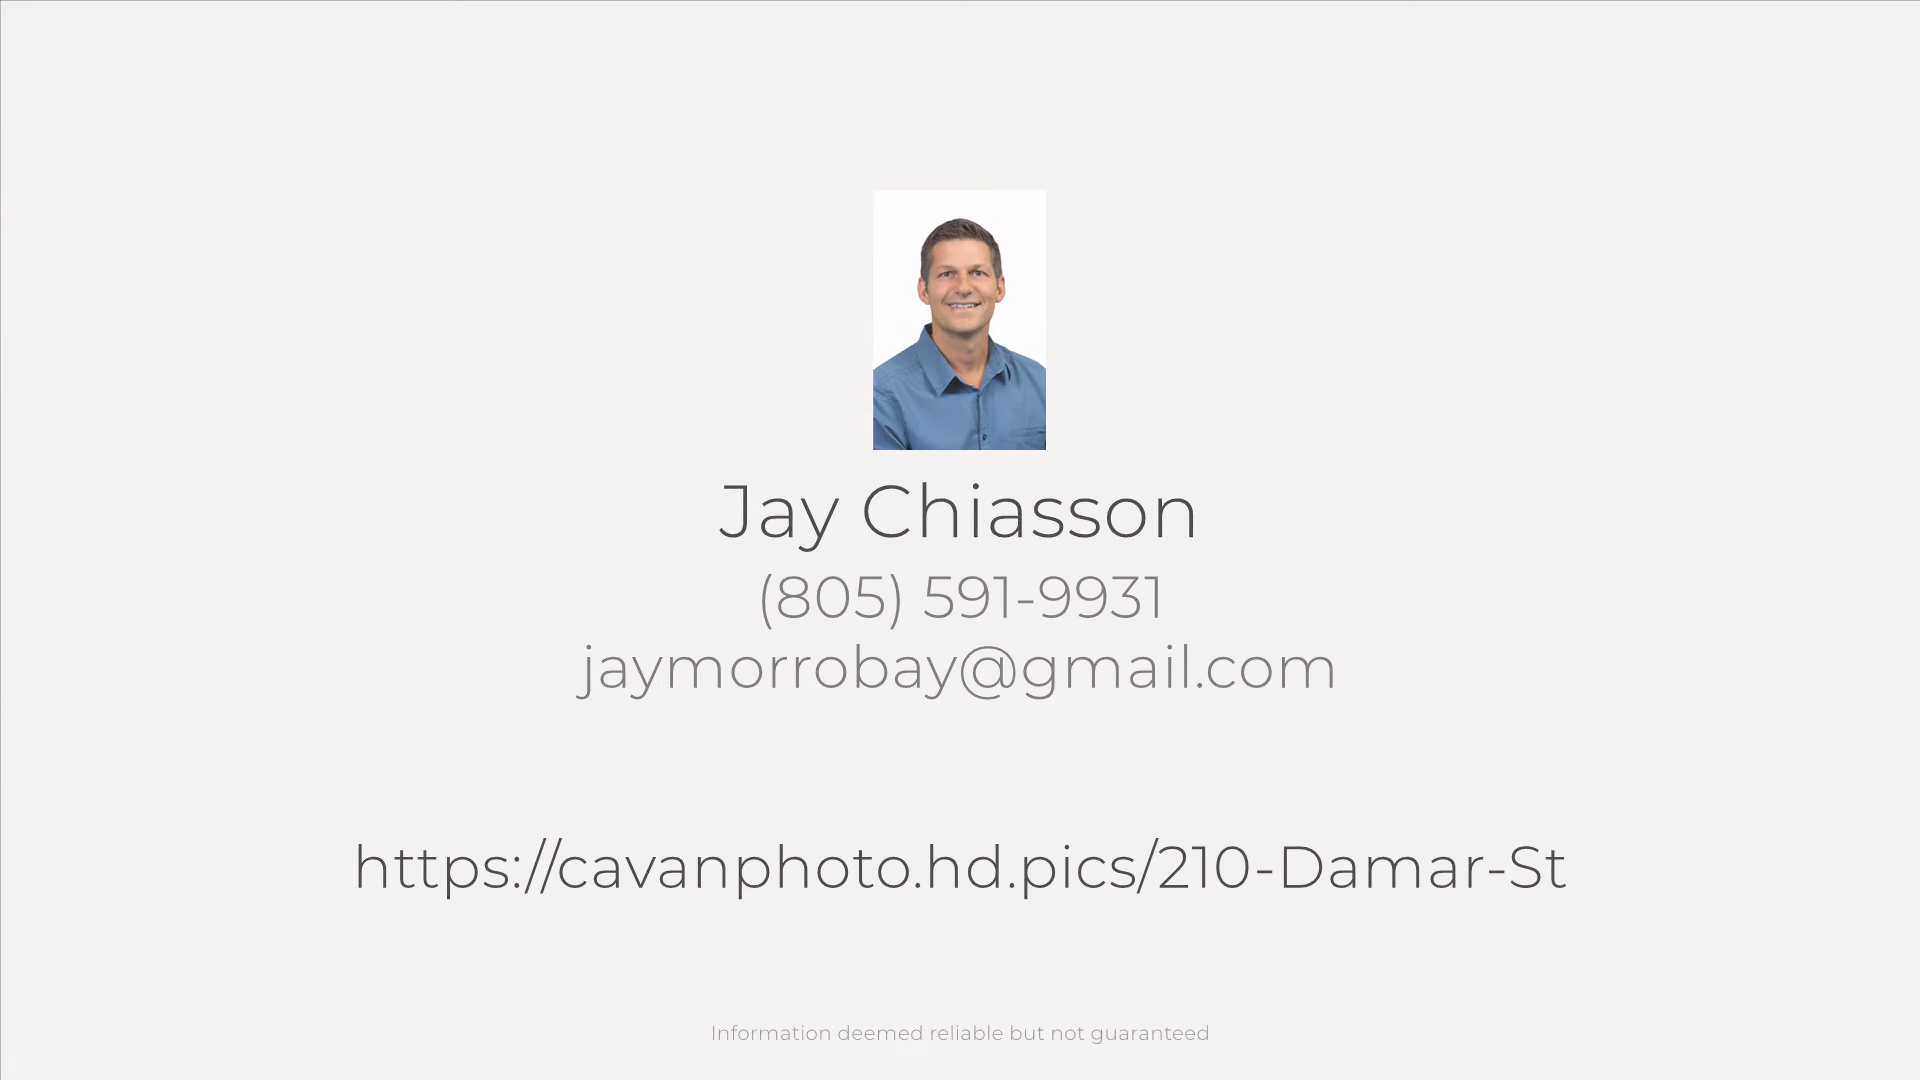 Jay Chiasson
(805) 591-9931
jaymorrobay@gmail.com
https://cavanphoto.hd.pics/210-Damar-St
Information deemed reliable but not guaranteed